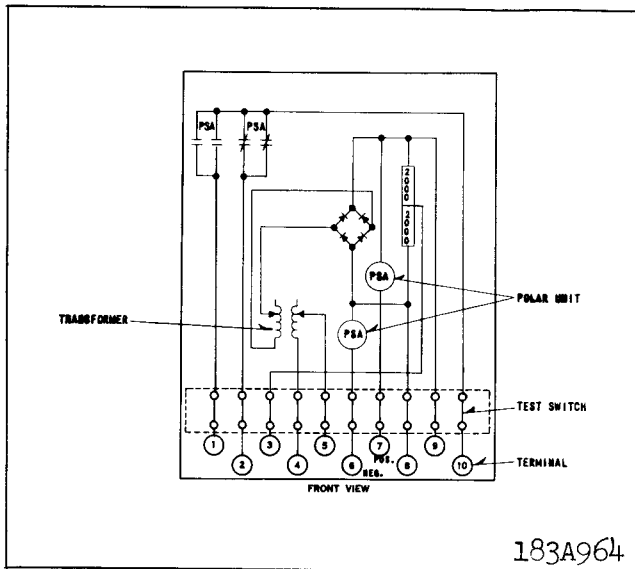 PSA PSA
2000
2000
PSA
POLAR UNIT
TRANSFORMER
PSA
TEST SWITCH
1 3 5 7 9
POS.
2 4 6 8 10
NEG.
TERMINAL
FRONT VIEW
183A964